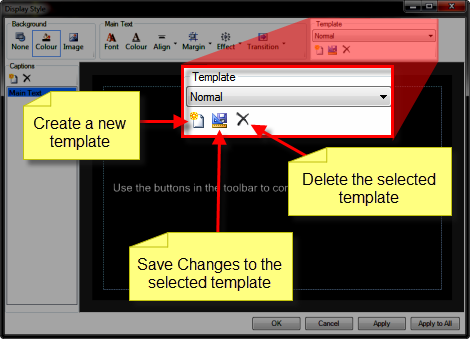 Display Style
Background
Main Text
Template
None Colour Image
Font Colour Align Margin Effect Transition
Normal
Captions
Main Text
Template
Normal
Create a new
template
Use the buttons in the toolbar to con
Delete the selected
template
Save Changes to the
selected template
OK Cancel Apply Apply to All